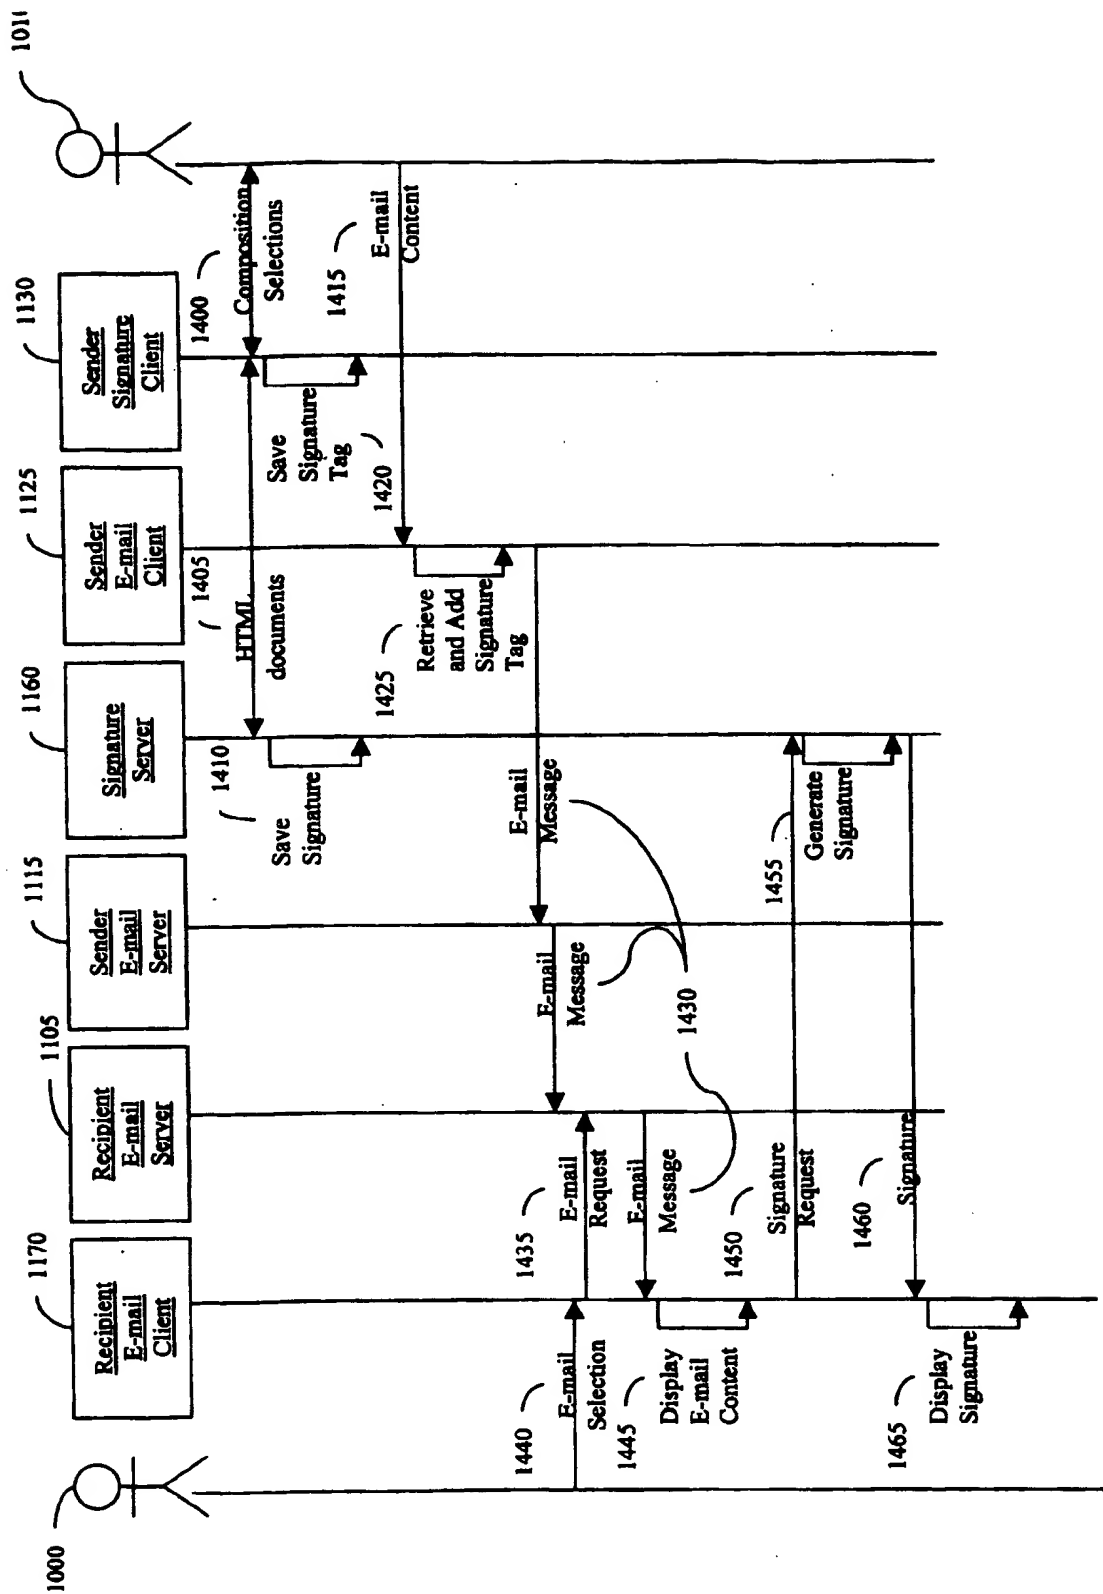 1000
1170
1105
1115
1160
1125
1130
Recipient
E-mail
Client
Recipient
E-mail
Server
Sender
E-mail
Server
Signature
Server
Sender
E-mail
Client
Sender
Signature
Client
1400
Composition
Selections
1405
HTML
documents
1410
Save
Signature
Save
Signature
Tag
1420
1415
E-mail
Content
1425
Retrieve
and Add
Signature
Tag
E-mail
Message
E-mail
Message
1430
1440
E-mail
Selection
1435
E-mail
Request
E-mail
Message
1445
Display
E-mail
Content
1450
Signature
Request
1455
Generate
Signature
1460
Signature
1465
Display
Signature